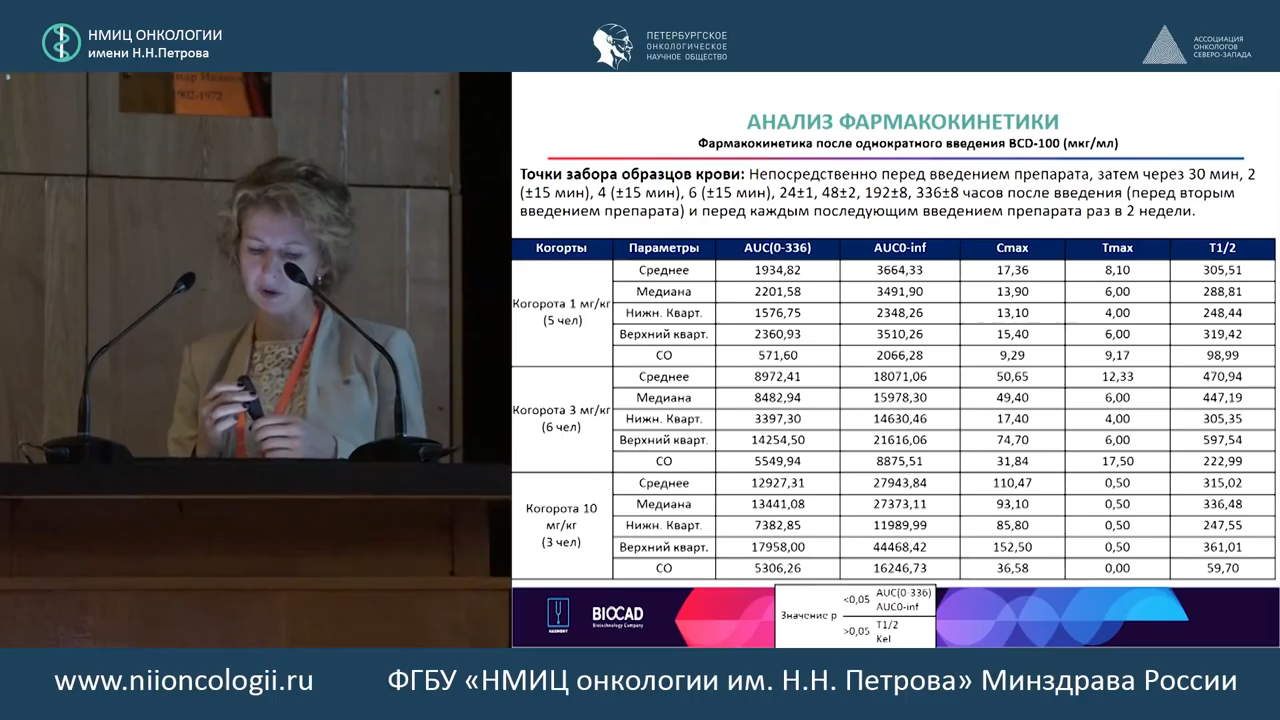 НМИЦ ОНКОЛОГИИ
имени Н.Н.Петрова
ПЕТЕРБУРГСКОЕ
ОНКОЛОГИЧЕСКОЕ
НАУЧНОЕ ОБЩЕСТВО
АССОЦИАЦИЯ
ОНКОЛОГОВ
СЕВЕРО-ЗАПАДА
902-1972
АНАЛИЗ ФАРМАКОКИНЕТИКИ
Фармакокинетика после однократного введения BCD-100 (мкг/мл)
Точки забора образцов крови: Непосредственно перед введением препарата, затем через 30 мин, 2
(±15 мин), 4 (±15 мин), 6 (±15 мин), 24±1, 48±2, 192±8, 336±8 часов после введения (перед вторым
введением препарата) и перед каждым последующим введением препарата раз в 2 недели.
Когорты Параметры AUC(0-336) AUC0-inf Cmax Tmax T1/2
Когорота 1 мг/кг
(5 чел)
Среднее 1934,82 3664,33 17,36 8,10 305,51
Медиана 2201,58 3491,90 13,90 6,00 288,81
Нижн. Кварт. 1576,75 2348,26 13,10 4,00 248,44
Верхний кварт. 2360,93 3510,26 15,40 6,00 319,42
СО 571,60 2066,28 9,29 9,17 98,99
Когорота 3 мг/кг
(6 чел)
Среднее 8972,41 18071,06 50,65 12,33 470,94
Медиана 8482,94 15978,30 49,40 6,00 447,19
Нижн. Кварт. 3397,30 14630,46 17,40 4,00 305,35
Верхний кварт. 14254,50 21616,06 74,70 6,00 597,54
СО 5549,94 8875,51 31,84 17,50 222,99
Когорота 10
мг/кг
(3 чел)
Среднее 12927,31 27943,84 110,47 0,50 315,02
Медиана 13441,08 27373,11 93,10 0,50 336,48
Нижн. Кварт. 7382,85 11989,99 85,80 0,50 247,55
Верхний кварт. 17958,00 44468,42 152,50 0,50 361,01
СО 5306,26 16246,73 36,58 0,00 59,70
BIOCAD
Biotechnology Company
Значение p
<0,05 AUC(0-336)
AUC0-inf
>0,05 T1/2
Kel
www.niioncologii.ru ФГБУ «НМИЦ онкологии им. Н.Н. Петрова» Минздрава России